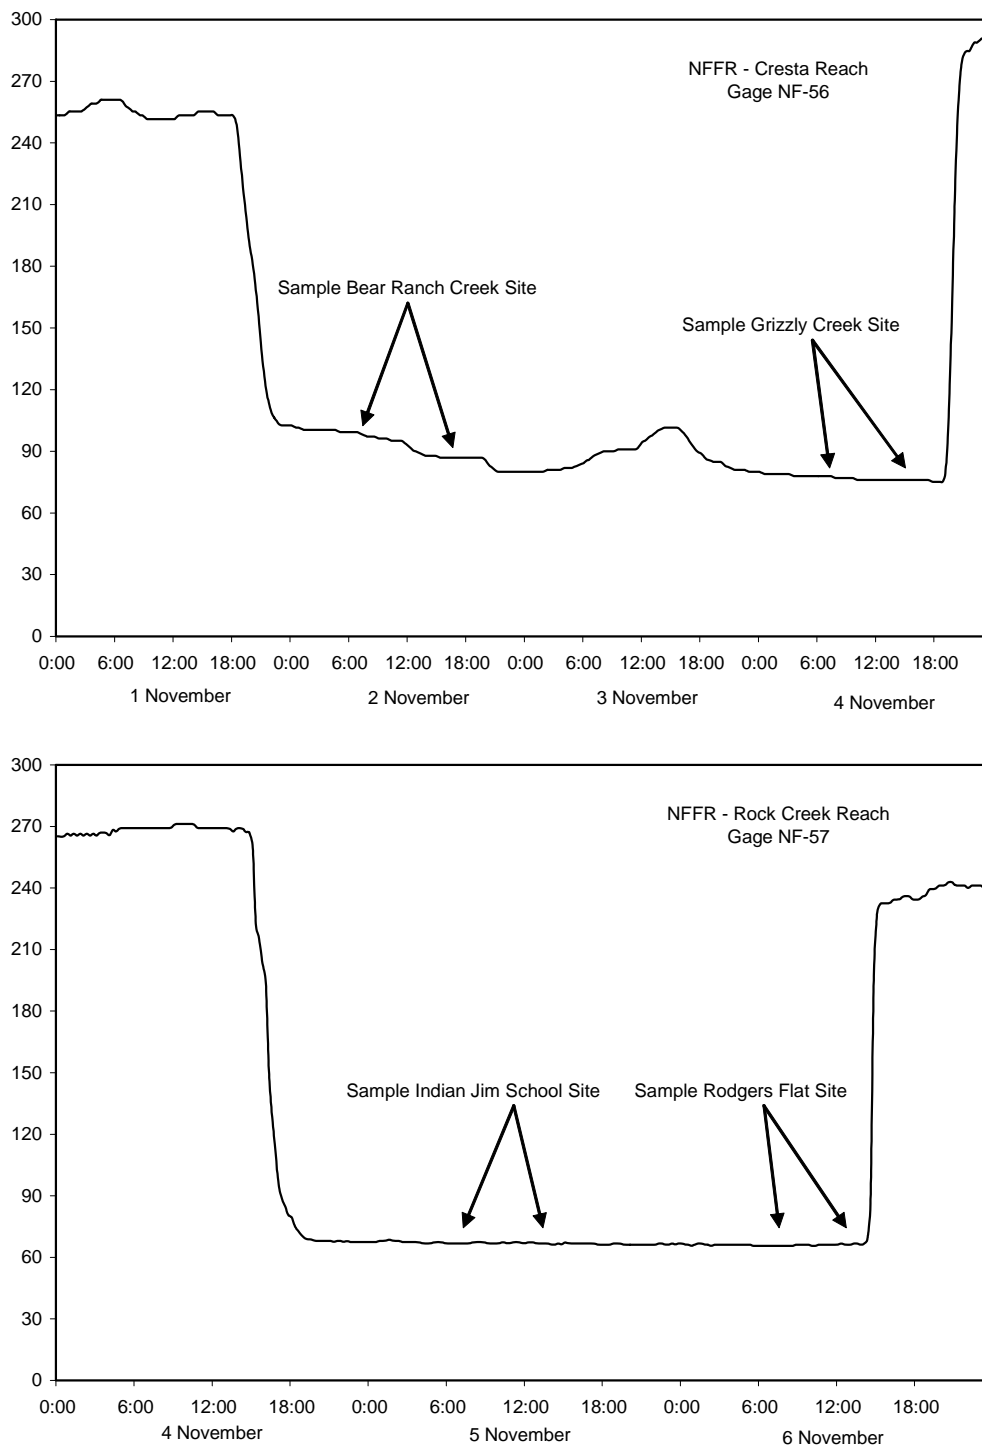 300
NFFR - Cresta Reach
Gage NF-56
270
240
210
180
Sample Bear Ranch Creek Site
150
Sample Grizzly Creek Site
120
90
60
30
0
0:00 6:00 12:00 18:00 0:00 6:00 12:00 18:00 0:00 6:00 12:00 18:00 0:00 6:00 12:00 18:00
1 November 2 November 3 November 4 November
300
NFFR - Rock Creek Reach
Gage NF-57
270
240
210
180
150
Sample Indian Jim School Site Sample Rodgers Flat Site
120
90
60
30
0
0:00 6:00 12:00 18:00 0:00 6:00 12:00 18:00 0:00 6:00 12:00 18:00
4 November 5 November 6 November